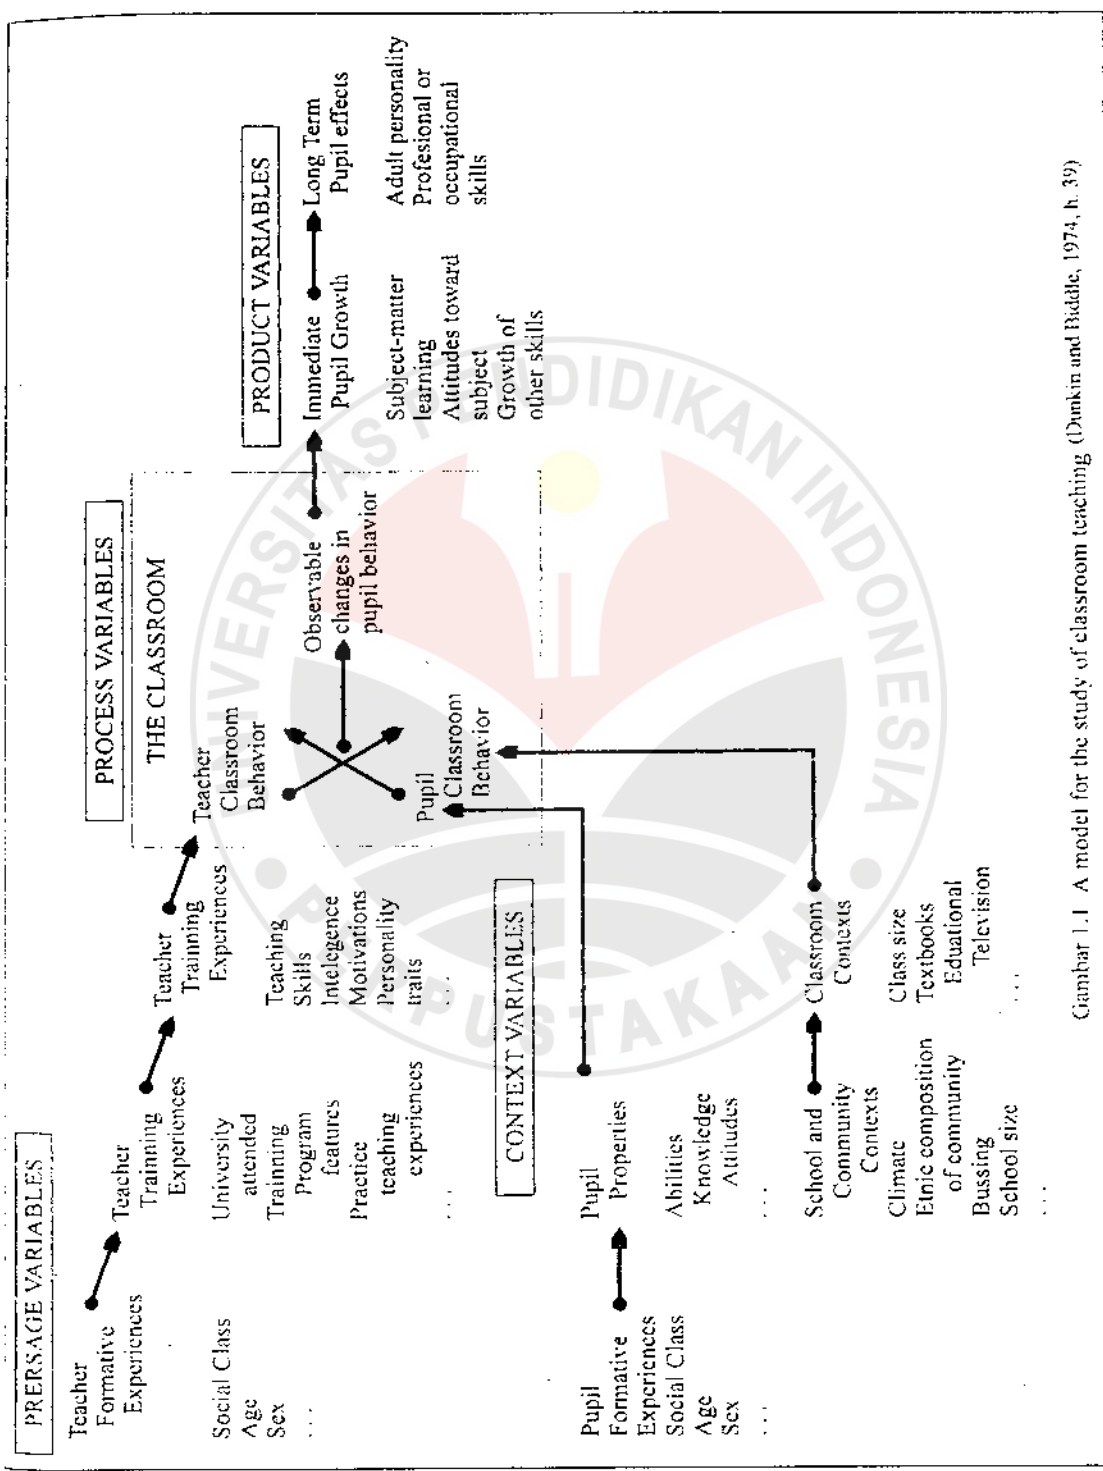 PRERSAGE VARIABLES
Teacher
Formative
Experiences
Social Class
Age
Sex
...
Teacher
Trainning
Experiences
University
attended
Trainning
Program
features
Practice
teaching
experiences
...
Teacher
Trainning
Experiences
Teaching
Skills
Intelegence
Motivations
Personality
traits
...
PROCESS VARIABLES
THE CLASSROOM
Teacher
Classroom
Behavior
Pupil
Classroom
Behavior
Observable
changes in
pupil behavior
PRODUCT VARIABLES
Immediate
Pupil Growth
Subject-matter
learning
Attitudes toward
subject
Growth of
other skills
Long Term
Pupil effects
Adult personality
Profesional or
occupational
skills
CONTEXT VARIABLES
Pupil
Formative
Experiences
Social Class
Age
Sex
...
Pupil
Properties
Abilities
Knowledge
Attitudes
...
School and
Community
Contexts
Climate
Etnic composition
of community
Bussing
School size
...
Classroom
Contexts
Class size
Textbooks
Eduational
Television
...
Gambar 1.1 A model for the study of classroom teaching (Dunkin and Biddle, 1974, h. 39)
UNIVERSITAS PENDIDIKAN INDONESIA
PERPUSTAKAAN